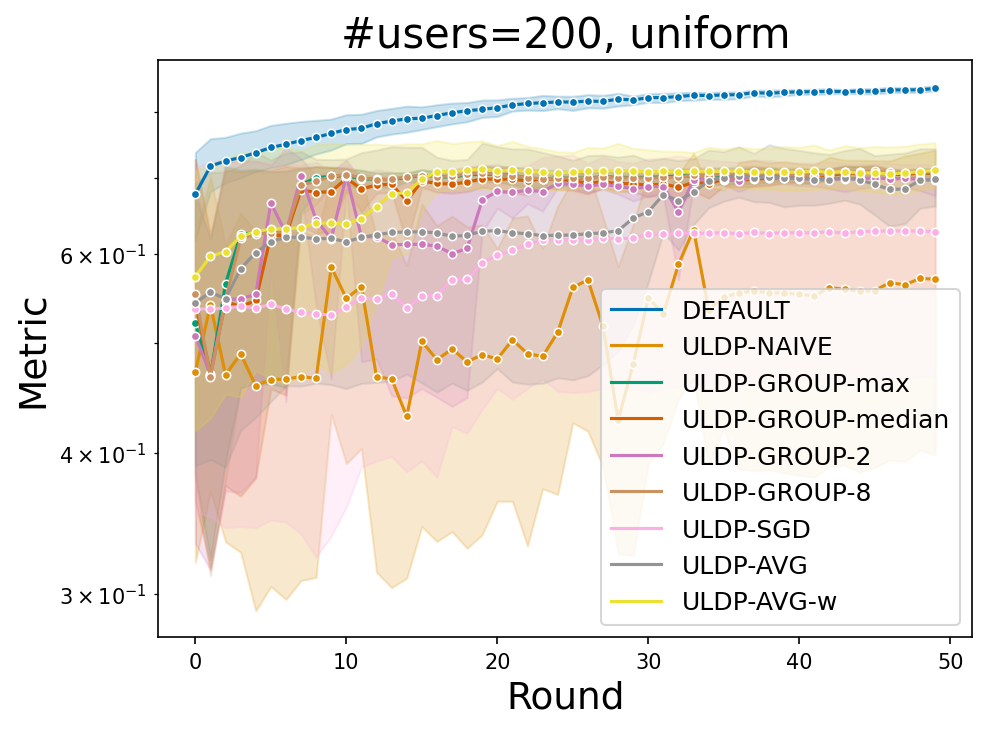 #users=200, uniform
Metric
6 × 10⁻¹
4 × 10⁻¹
3 × 10⁻¹
DEFAULT
ULDP-NAIVE
ULDP-GROUP-max
ULDP-GROUP-median
ULDP-GROUP-2
ULDP-GROUP-8
ULDP-SGD
ULDP-AVG
ULDP-AVG-w
0 10 20 30 40 50
Round